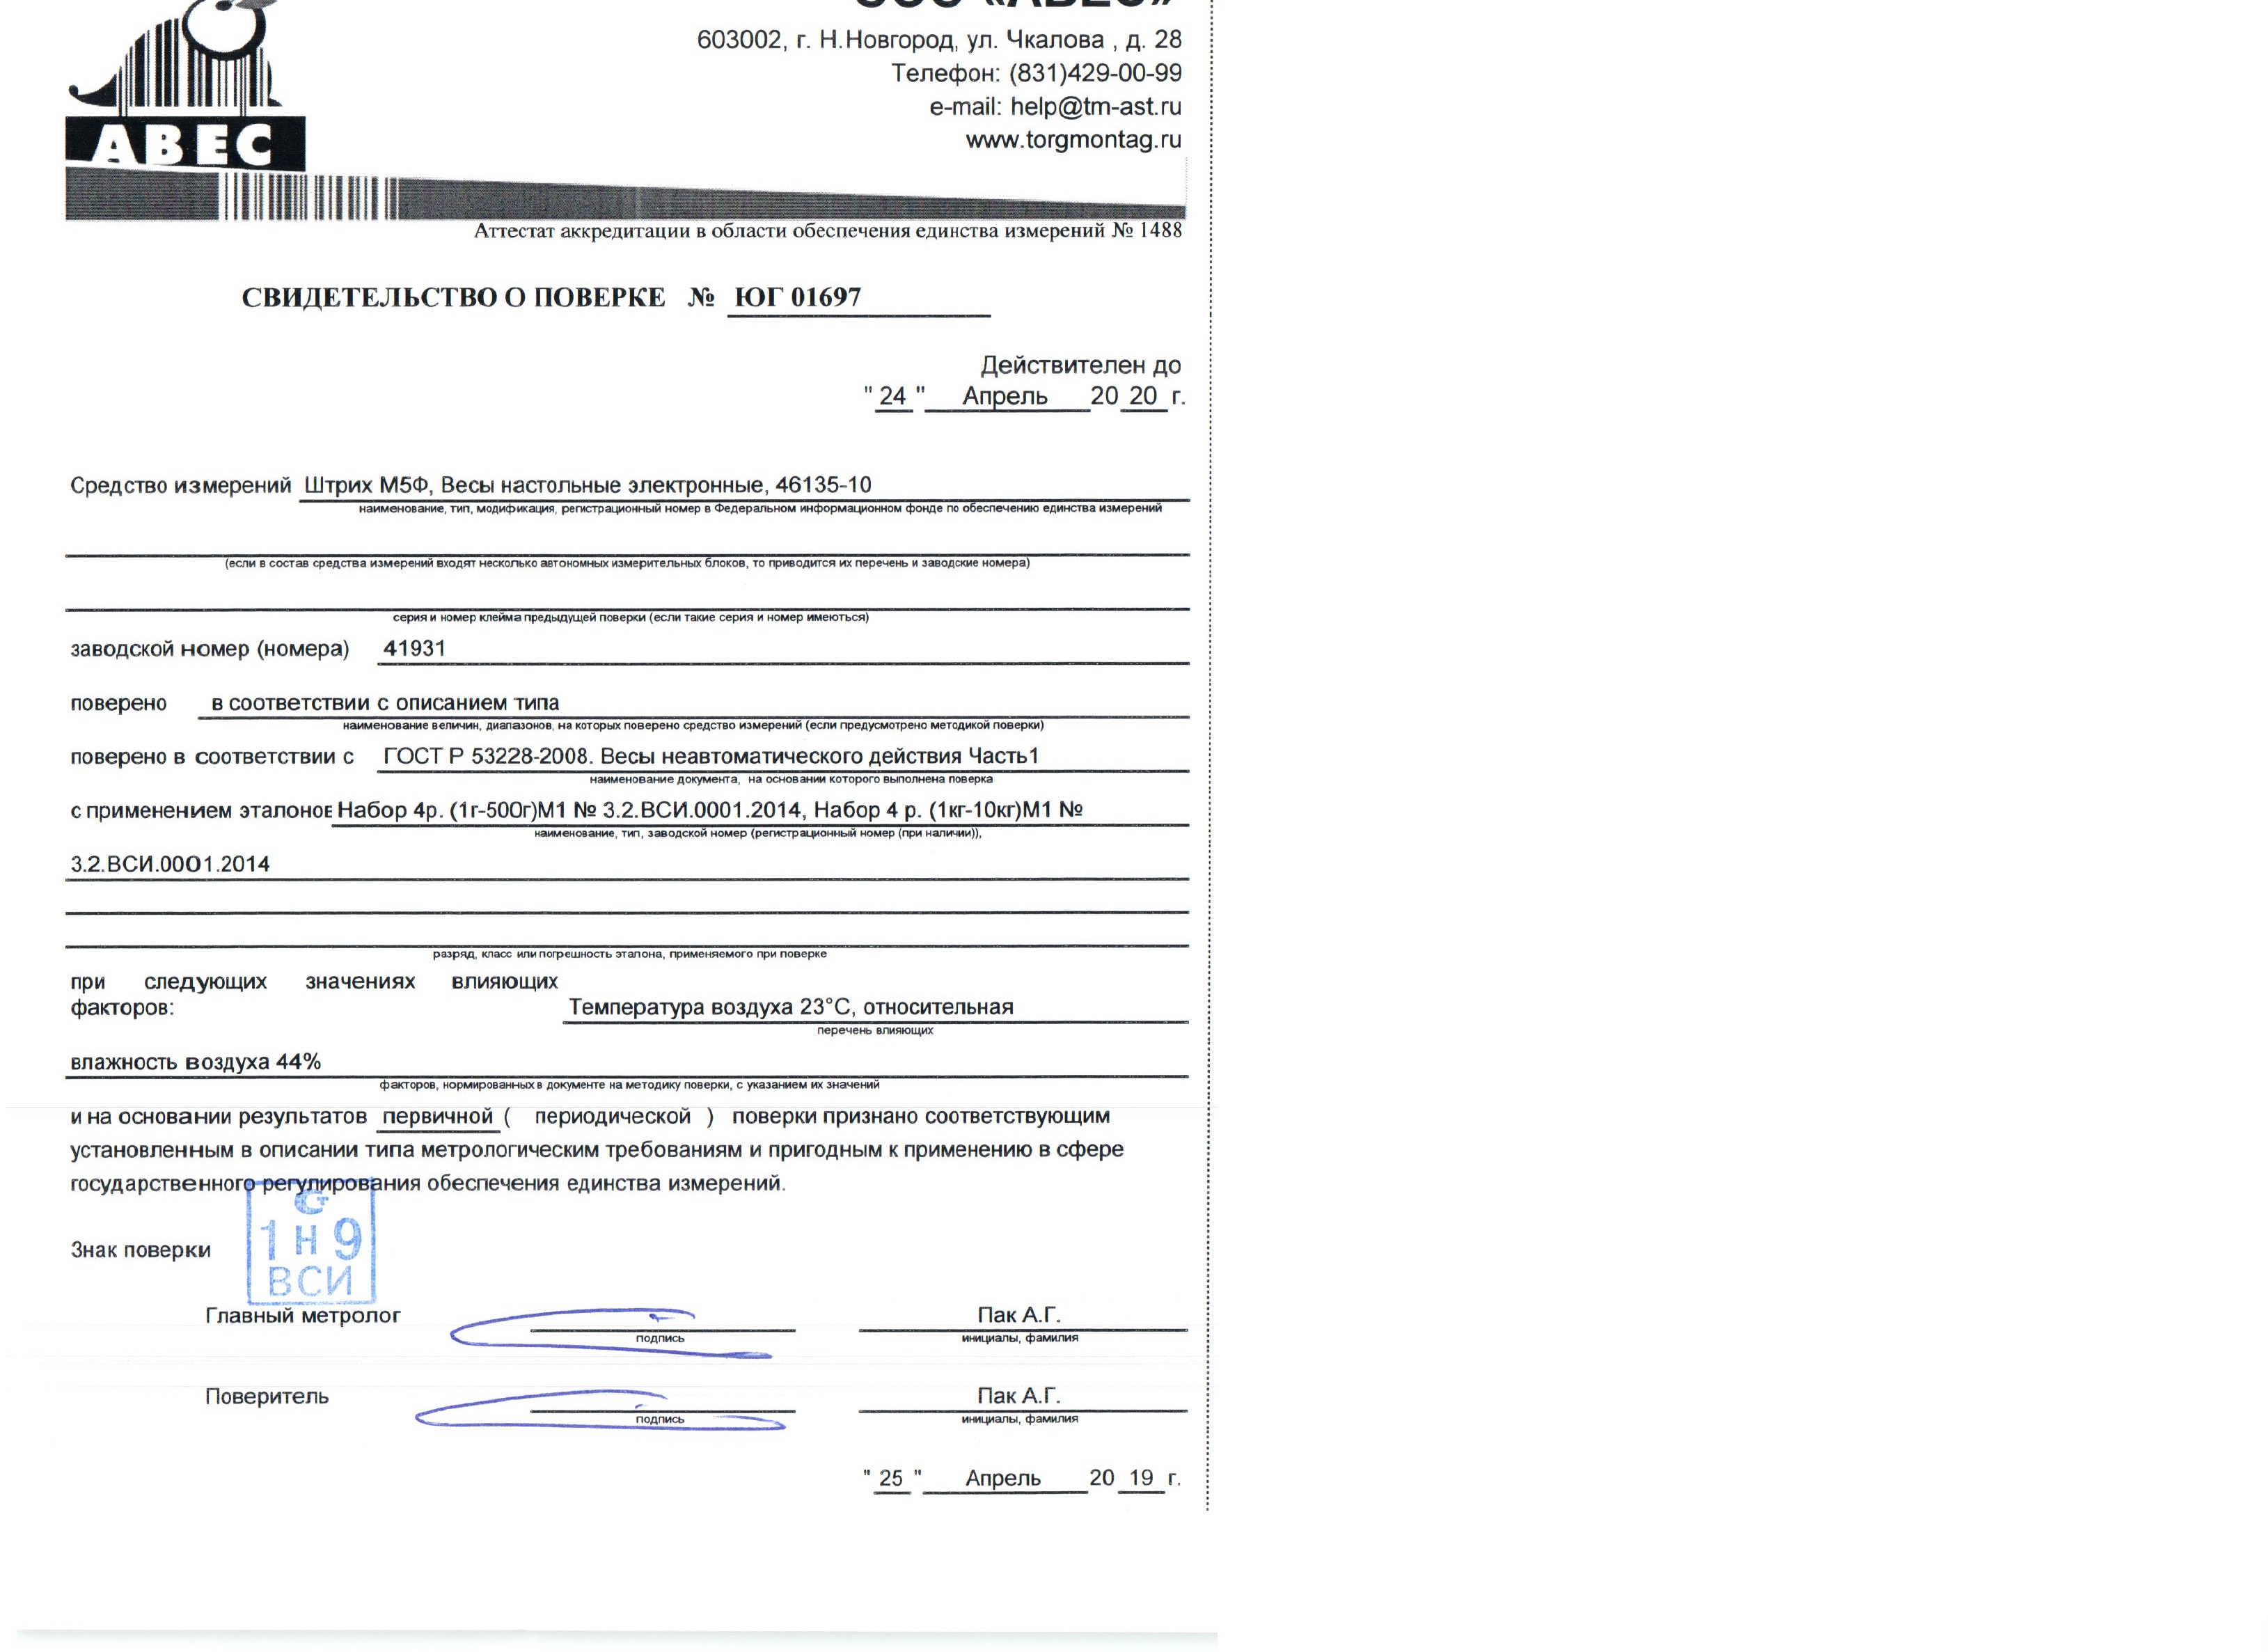 ООО «АВЕС»
603002, г. Н.Новгород, ул. Чкалова , д. 28
Телефон: (831)429-00-99
e-mail: help@tm-ast.ru
www.torgmontag.ru
АВЕС
Аттестат аккредитации в области обеспечения единства измерений № 1488
СВИДЕТЕЛЬСТВО О ПОВЕРКЕ № ЮГ 01697
Действителен до
" 24 " Апрель 20 20 г.
Средство измерений Штрих М5Ф, Весы настольные электронные, 46135-10
наименование, тип, модификация, регистрационный номер в Федеральном информационном фонде по обеспечению единства измерений
(если в состав средства измерений входят несколько автономных измерительных блоков, то приводится их перечень и заводские номера)
серия и номер клейма предыдущей поверки (если такие серия и номер имеються)
заводской номер (номера) 41931
поверено в соответствии с описанием типа
наименование величин, диапазонов, на которых поверено средство измерений (если предусмотрено методикой поверки)
поверено в соответствии с ГОСТ Р 53228-2008. Весы неавтоматического действия Часть1
наименование документа, на основании которого выполнена поверка
с применением эталонов Набор 4р. (1г-500г)М1 № 3.2.ВСИ.0001.2014, Набор 4 р. (1кг-10кг)М1 №
наименование, тип, заводской номер (регистрационный номер (при наличии)),
3.2.ВСИ.0001.2014
разряд, класс или погрешность эталона, применяемого при поверке
при следующих значениях влияющих
факторов: Температура воздуха 23°С, относительная
перечень влияющих
влажность воздуха 44%
факторов, нормированных в документе на методику поверки, с указанием их значений
и на основании результатов первичной ( периодической ) поверки признано соответствующим
установленным в описании типа метрологическим требованиям и пригодным к применению в сфере
государственного регулирования обеспечения единства измерений.
Знак поверки
1 Н 9
ВСИ
Главный метролог Пак А.Г.
подпись инициалы, фамилия
Поверитель Пак А.Г.
подпись инициалы, фамилия
" 25 " Апрель 20 19 г.